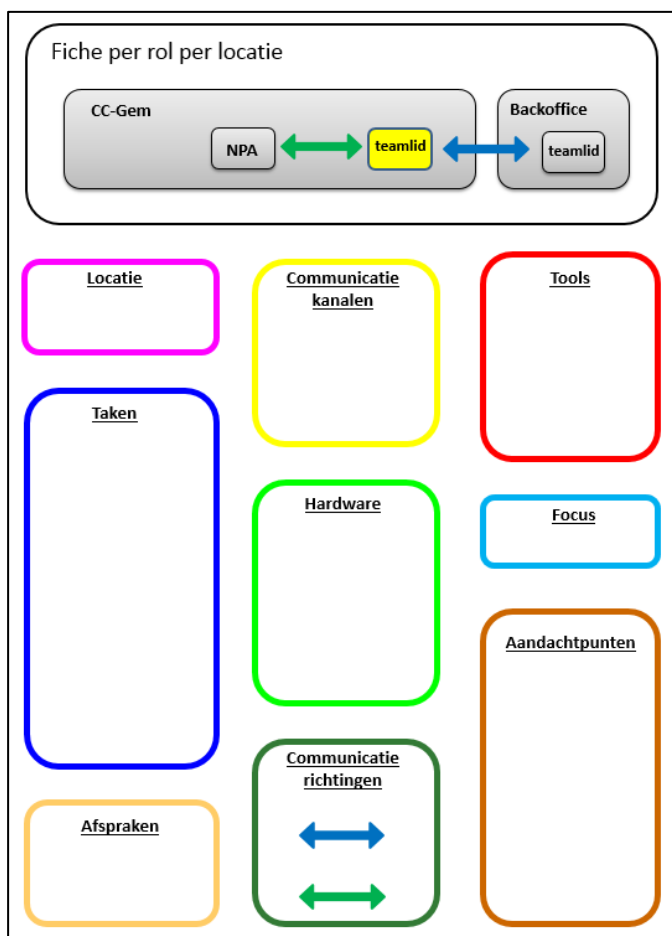 Fiche per rol per locatie
CC-Gem
Backoffice
NPA
teamlid
teamlid
Locatie
Communicatie
kanalen
Tools
Taken
Hardware
Focus
Aandachtpunten
Communicatie
richtingen
Afspraken